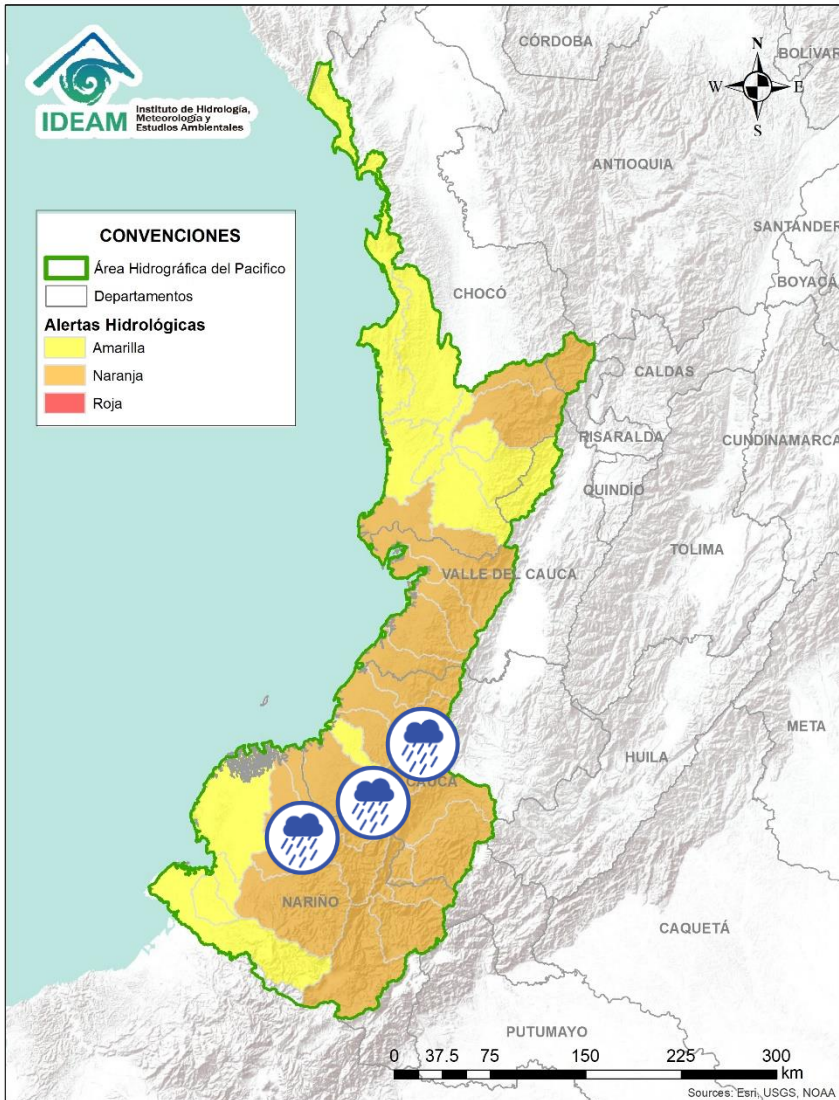 IDEAM
Instituto de Hidrología,
Meteorología y
Estudios Ambientales
N
W
E
S
CONVENCIONES
Área Hidrográfica del Pacifico
Departamentos
Alertas Hidrológicas
Amarilla
Naranja
Roja
CÓRDOBA
BOLÍVAR
ANTIOQUIA
SANTANDER
BOYACÁ
CHOCÓ
CALDAS
RISARALDA
CUNDINAMARCA
QUINDÍO
TOLIMA
VALLE DEL CAUCA
META
HUILA
CAUCA
NARIÑO
CAQUETÁ
PUTUMAYO
0 37.5 75 150 225 300
km
Sources: Esri, USGS, NOAA